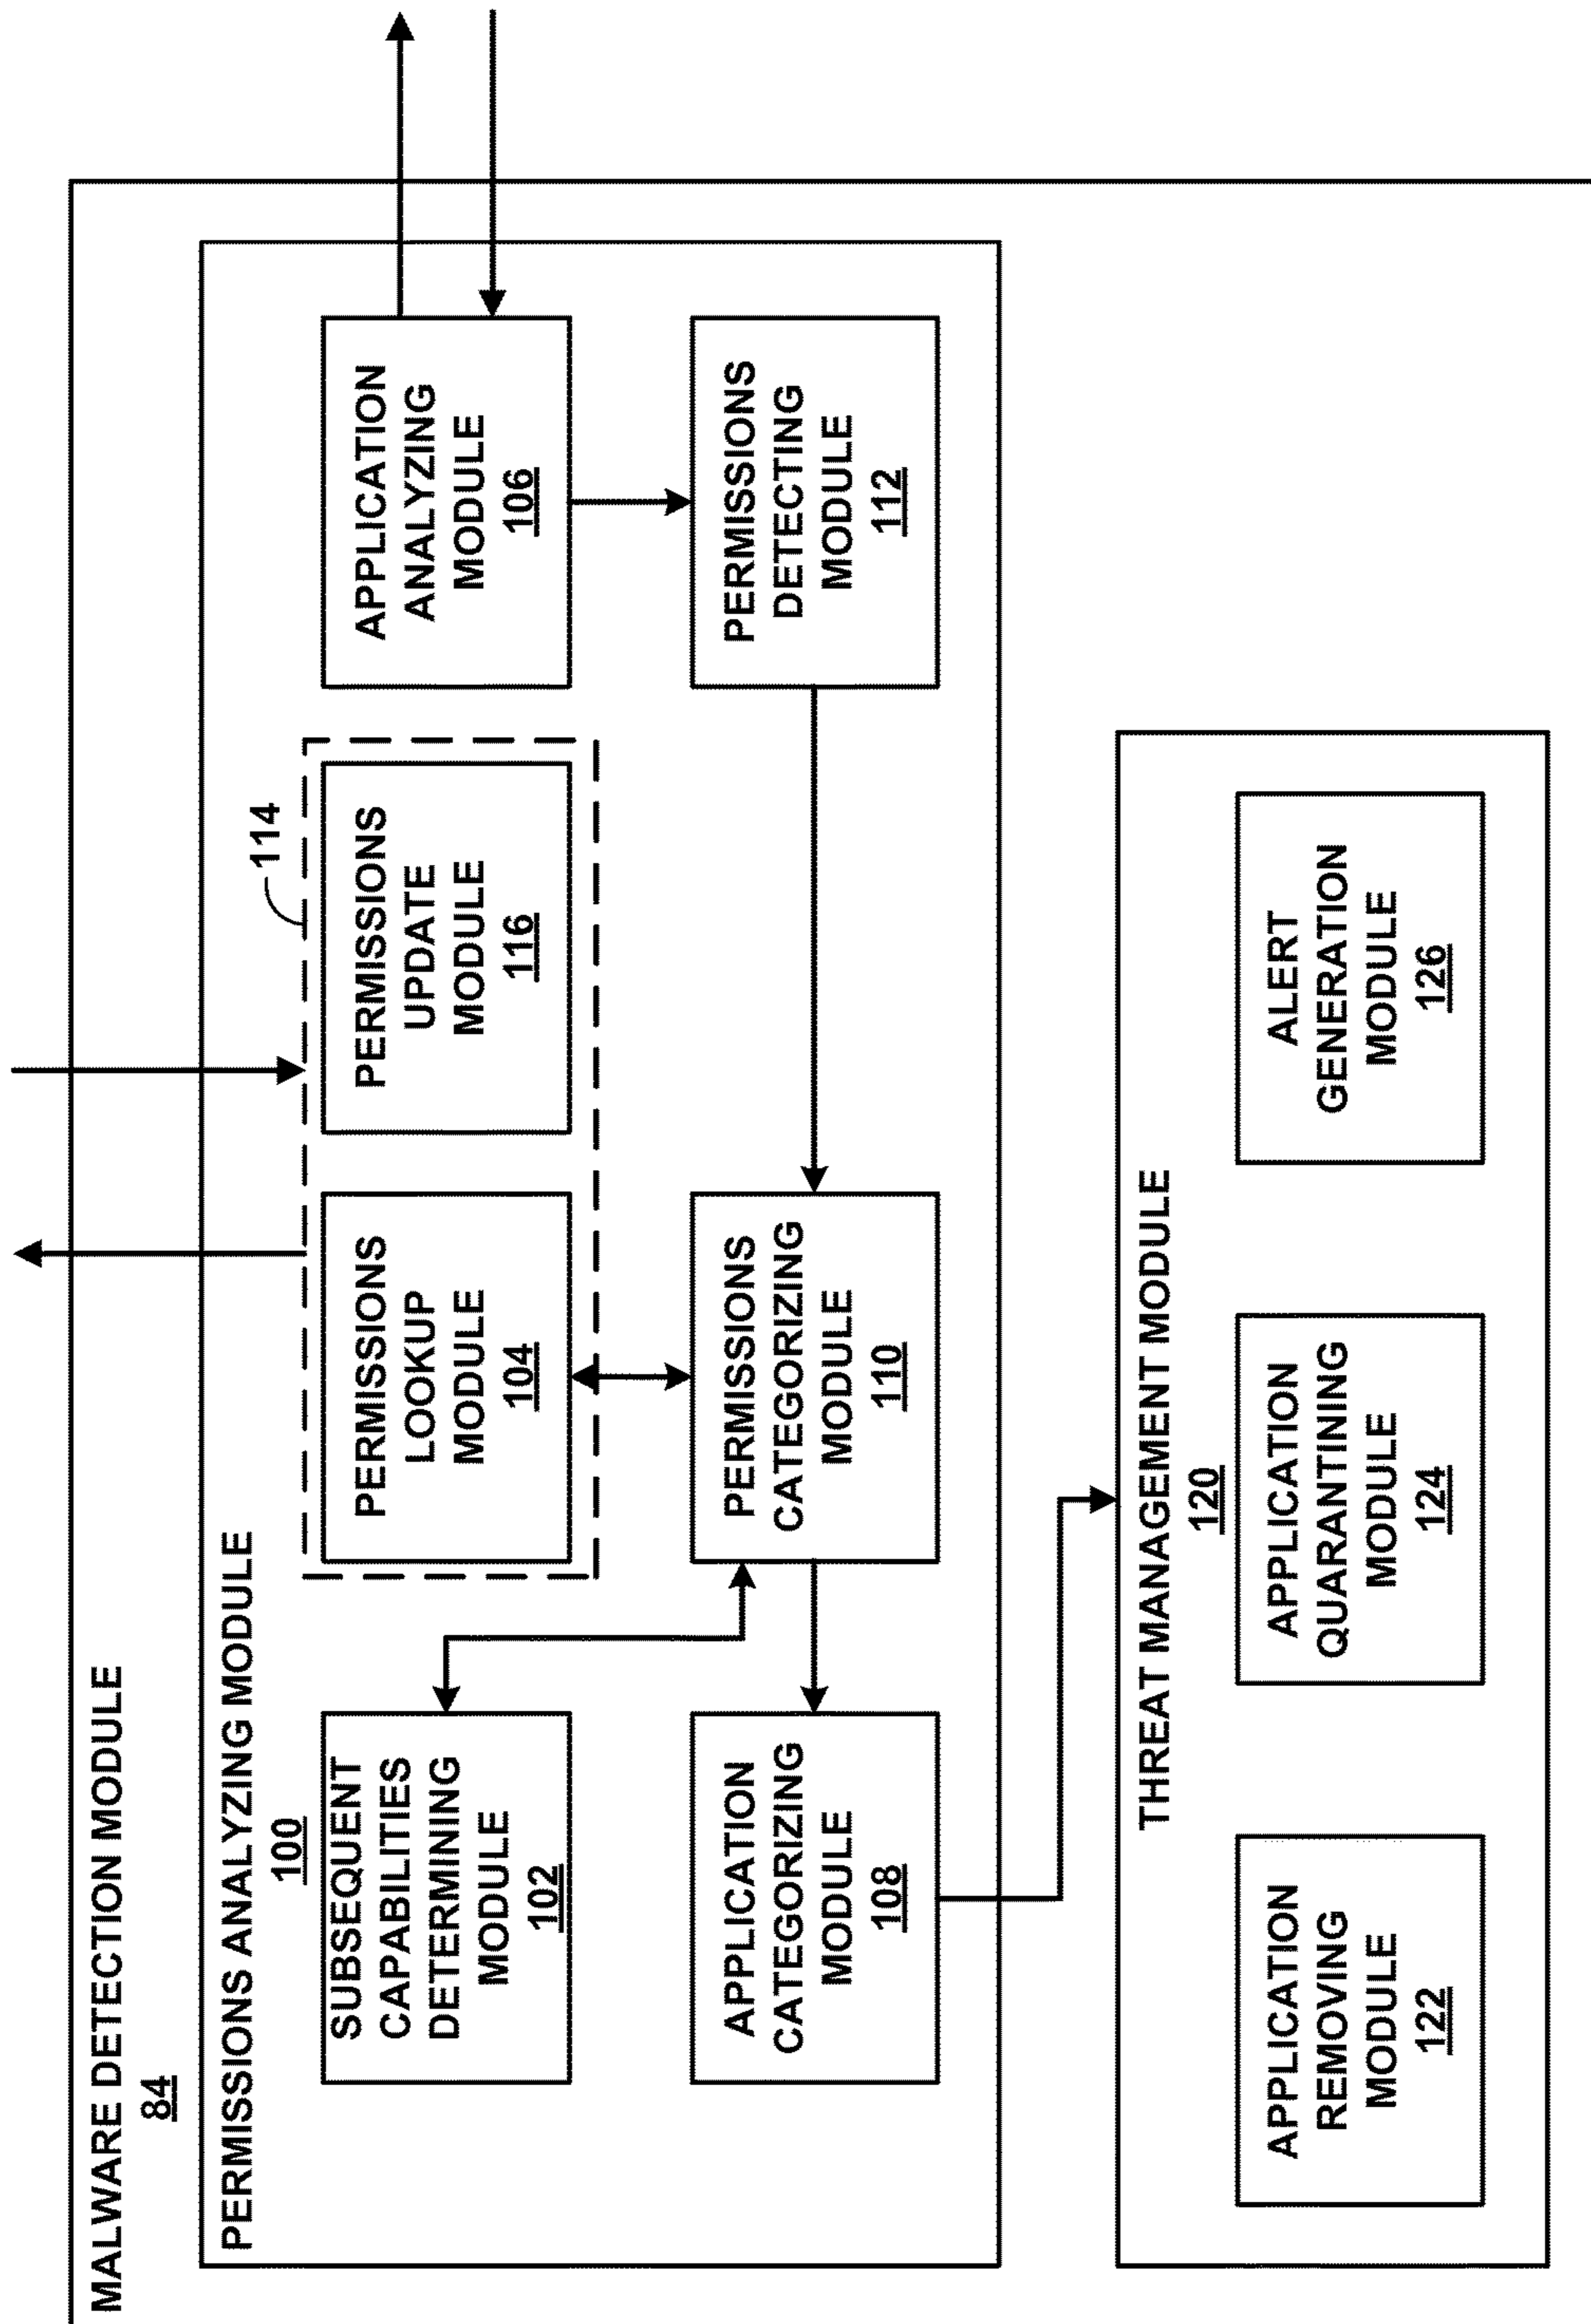 MALWARE DETECTION MODULE
84
PERMISSIONS ANALYZING MODULE
100
SUBSEQUENT
CAPABILITIES
DETERMINING
MODULE
102
PERMISSIONS
LOOKUP
MODULE
104
114
PERMISSIONS
UPDATE
MODULE
116
APPLICATION
ANALYZING
MODULE
106
APPLICATION
CATEGORIZING
MODULE
108
PERMISSIONS
CATEGORIZING
MODULE
110
PERMISSIONS
DETECTING
MODULE
112
THREAT MANAGEMENT MODULE
120
APPLICATION
REMOVING
MODULE
122
APPLICATION
QUARANTINING
MODULE
124
ALERT
GENERATION
MODULE
126